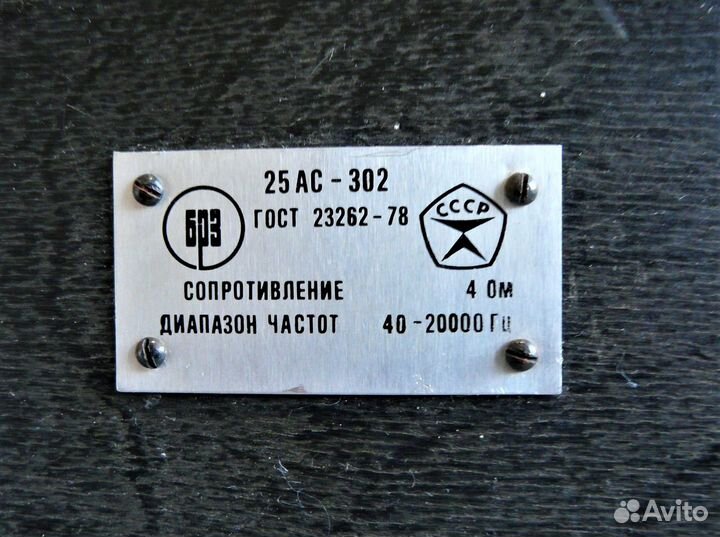 25АС-302
БРЗ
ГОСТ 23262-78
СССР
СОПРОТИВЛЕНИЕ 4 Ом
ДИАПАЗОН ЧАСТОТ 40-20000 Гц
Avito